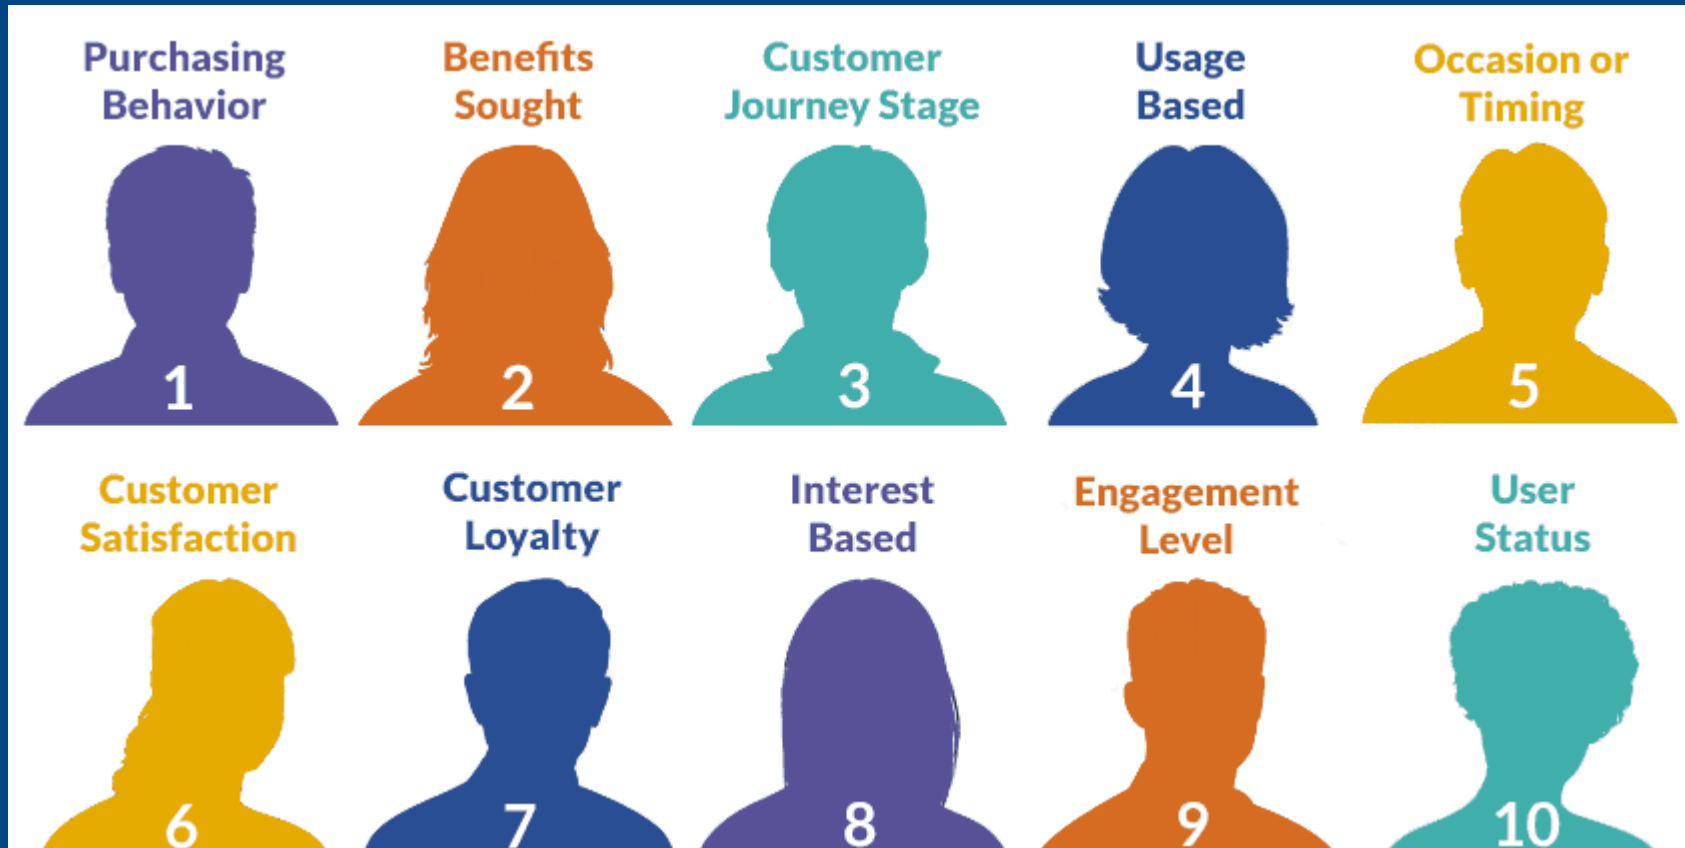 Purchasing
Behavior
Benefits
Sought
Customer
Journey Stage
Usage
Based
Occasion or
Timing
1
2
3
4
5
Customer
Satisfaction
Customer
Loyalty
Interest
Based
Engagement
Level
User
Status
6
7
8
9
10